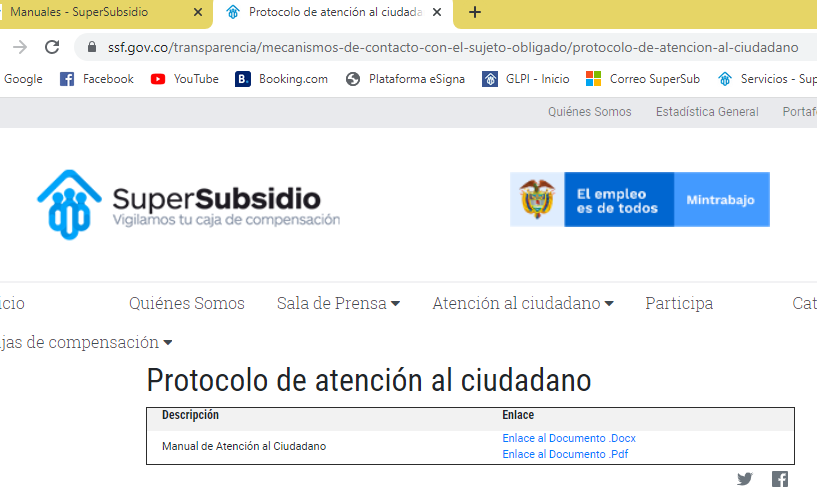 Manuales - SuperSubsidio
Protocolo de atención al ciudada
ssf.gov.co/transparencia/mecanismos-de-contacto-con-el-sujeto-obligado/protocolo-de-atencion-al-ciudadano
Google Facebook YouTube B. Booking.com Plataforma eSigna GLPI - Inicio Correo SuperSub Servicios - Sup
Quiénes Somos Estadística General Portaf
SuperSubsidio
Vigilamos tu caja de compensación
El empleo
es de todos
Mintrabajo
icio Quiénes Somos Sala de Prensa Atención al ciudadano Participa Cat
jas de compensación
Protocolo de atención al ciudadano
Descripción Enlace
Manual de Atención al Ciudadano
Enlace al Documento .Docx
Enlace al Documento .Pdf